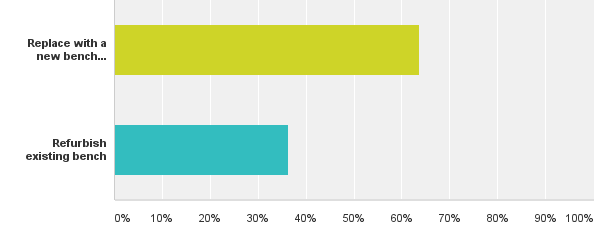 Replace with a
new bench...
Refurbish
existing bench
0% 10% 20% 30% 40% 50% 60% 70% 80% 90% 100%